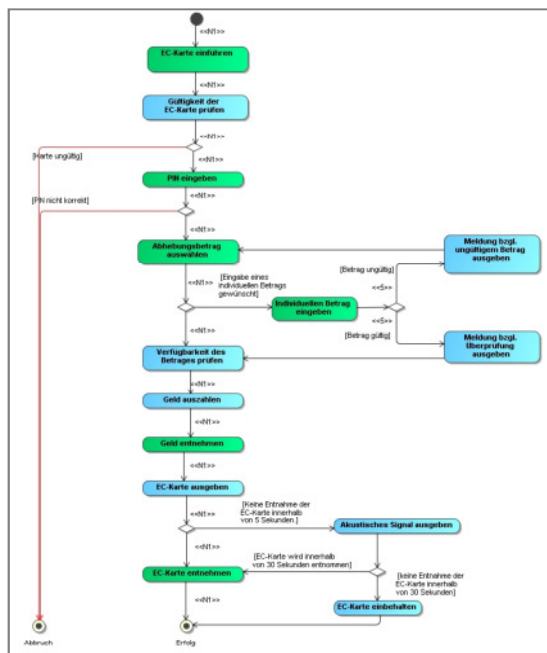 <<N1>>
EC-Karte einführen
<<N1>>
Gültigkeit der
EC-Karte prüfen
<<N1>>
[Karte ungültig]
<<N1>>
PIN eingeben
<<N1>>
[PIN nicht korrekt]
<<N1>>
Abhebungsbetrag
auswählen
Meldung bzgl.
ungültigem Betrag
ausgeben
[Betrag ungültig]
<<N1>>
[Eingabe eines
individuellen Betrags
gewünscht]
<<5>>
Individuellen Betrag
eingeben
<<5>>
<<N1>>
[Betrag gültig]
Meldung bzgl.
Überprüfung
ausgeben
Verfügbarkeit des
Betrages prüfen
<<N1>>
Geld auszahlen
<<N1>>
Geld entnehmen
<<N1>>
EC-Karte ausgeben
<<N1>>
[Keine Entnahme der
EC-Karte innerhalb
von 5 Sekunden.]
Akustisches Signal ausgeben
<<N1>>
[EC-Karte wird innerhalb
von 30 Sekunden entnommen]
EC-Karte entnehmen
[keine Entnahme der
EC-Karte innerhalb
von 30 Sekunden]
<<N1>>
EC-Karte einbehalten
Abbruch
Erfolg